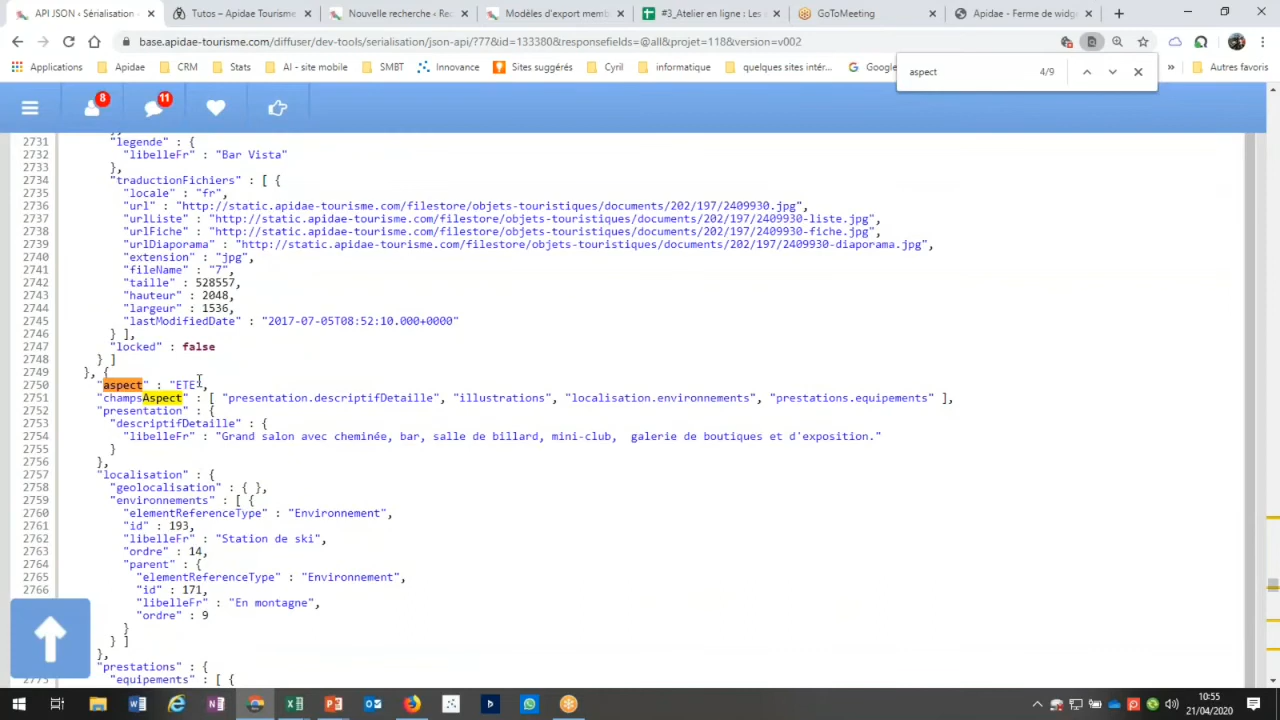 API JSON ‹ Sérialisation
Tutos – Apidae Tourisme
Nouvelle recherche ‹ Rec
Modèles d'export memb
#3_Atelier en ligne : Les e
GoToMeeting
Apidae - Ferme de widg
base.apidae-tourisme.com/diffuser/dev-tools/serialisation/json-api/?77&id=133380&responsefields=@all&projet=118&version=v002
Applications
Apidae
CRM
Stats
AI - site mobile
SMBT
Innovance
Sites suggérés
Cyril
informatique
quelques sites intér...
Google
»
Autres favoris
aspect
4/9
8
11
2731 "legende" : {
2732 "libelleFr" : "Bar Vista"
2733 },
2734 "traductionFichiers" : [ {
2735 "locale" : "fr",
2736 "url" : "http://static.apidae-tourisme.com/filestore/objets-touristiques/documents/202/197/2409930.jpg",
2737 "urlListe" : "http://static.apidae-tourisme.com/filestore/objets-touristiques/documents/202/197/2409930-liste.jpg",
2738 "urlFiche" : "http://static.apidae-tourisme.com/filestore/objets-touristiques/documents/202/197/2409930-fiche.jpg",
2739 "urlDiaporama" : "http://static.apidae-tourisme.com/filestore/objets-touristiques/documents/202/197/2409930-diaporama.jpg",
2740 "extension" : "jpg",
2741 "fileName" : "7",
2742 "taille" : 528557,
2743 "hauteur" : 2048,
2744 "largeur" : 1536,
2745 "lastModifiedDate" : "2017-07-05T08:52:10.000+0000"
2746 } ],
2747 "locked" : false
2748 } ]
2749 }, {
2750 "aspect" : "ETE",
2751 "champsAspect" : [ "presentation.descriptifDetaille", "illustrations", "localisation.environnements", "prestations.equipements" ],
2752 "presentation" : {
2753 "descriptifDetaille" : {
2754 "libelleFr" : "Grand salon avec cheminée, bar, salle de billard, mini-club,  galerie de boutiques et d'exposition."
2755 }
2756 },
2757 "localisation" : {
2758 "geolocalisation" : { },
2759 "environnements" : [ {
2760 "elementReferenceType" : "Environnement",
2761 "id" : 193,
2762 "libelleFr" : "Station de ski",
2763 "ordre" : 14,
2764 "parent" : {
2765 "elementReferenceType" : "Environnement",
2766 "id" : 171,
"libelleFr" : "En montagne",
"ordre" : 9
}
} ]
},
"prestations" : {
"equipements" : [ {
10:55
21/04/2020